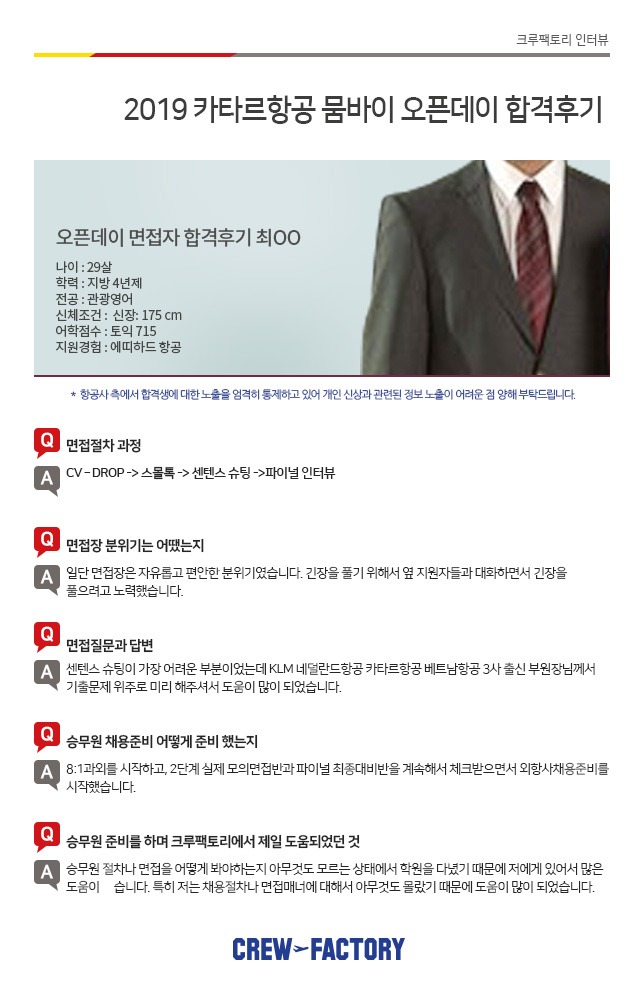 크루팩토리 인터뷰
2019 카타르항공 뭄바이 오픈데이 합격후기
오픈데이 면접자 합격후기 최OO
나이 : 29살
학력 : 지방 4년제
전공 : 관광영어
신체조건 : 신장: 175 cm
어학점수 : 토익 715
지원경험 : 에띠하드 항공
* 항공사 측에서 합격생에 대한 노출을 엄격히 통제하고 있어 개인 신상과 관련된 정보 노출이 어려운 점 양해 부탁드립니다.
Q 면접절차 과정
A CV – DROP -> 스몰톡 -> 센텐스 슈팅 ->파이널 인터뷰
Q 면접장 분위기는 어땠는지
A 일단 면접장은 자유롭고 편안한 분위기였습니다. 긴장을 풀기 위해서 옆 지원자들과 대화하면서 긴장을
풀으려고 노력했습니다.
Q 면접질문과 답변
A 센텐스 슈팅이 가장 어려운 부분이었는데 KLM 네덜란드항공 카타르항공 베트남항공 3사 출신 부원장님께서
기출문제 위주로 미리 해주셔서 도움이 많이 되었습니다.
Q 승무원 채용준비 어떻게 준비 했는지
A 8:1과외를 시작하고, 2단계 실제 모의면접반과 파이널 최종대비반을 계속해서 체크받으면서 외항사채용준비를
시작했습니다.
Q 승무원 준비를 하며 크루팩토리에서 제일 도움되었던 것
A 승무원 절차나 면접을 어떻게 봐야하는지 아무것도 모르는 상태에서 학원을 다녔기 때문에 저에게 있어서 많은
도움이 습니다. 특히 저는 채용절차나 면접매너에 대해서 아무것도 몰랐기 때문에 도움이 많이 되었습니다.
CREW FACTORY